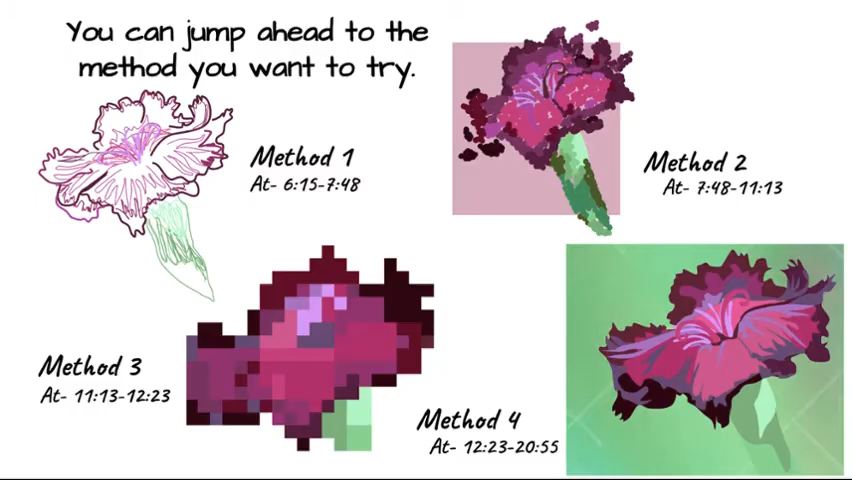 You can jump ahead to the
method you want to try.
Method 1
At- 6:15-7:48
Method 2
At- 7:48-11:13
Method 3
At- 11:13-12:23
Method 4
At- 12:23-20:55